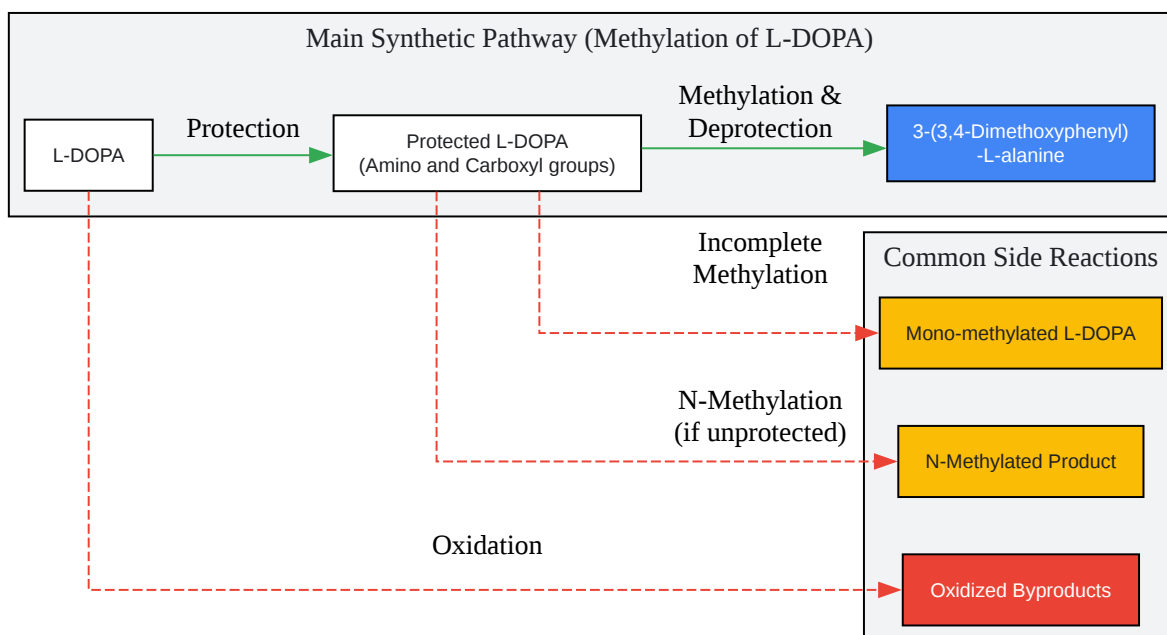 Main Synthetic Pathway (Methylation of L-DOPA)
L-DOPA
Protection
Protected L-DOPA
(Amino and Carboxyl groups)
Methylation &
Deprotection
3-(3,4-Dimethoxyphenyl)
-L-alanine
Incomplete
Methylation
Common Side Reactions
Mono-methylated L-DOPA
N-Methylation
(if unprotected)
N-Methylated Product
Oxidation
Oxidized Byproducts